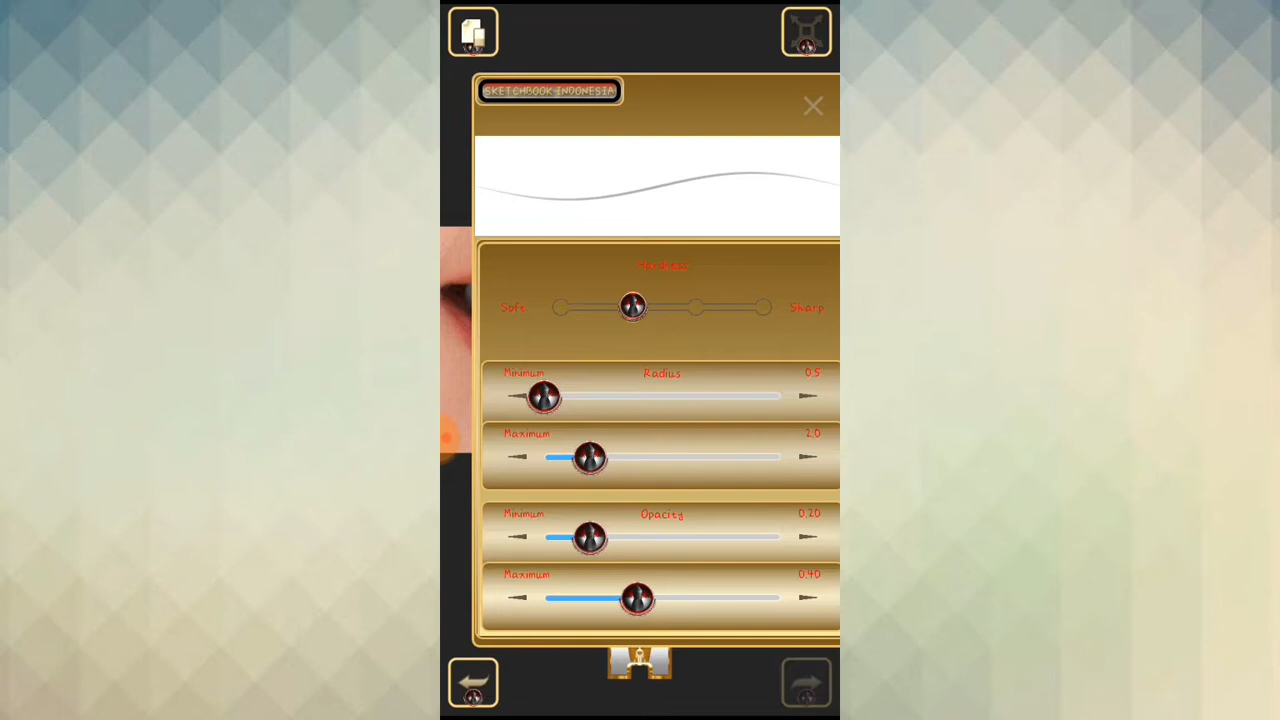 SKETCHBOOK INDONESIA
Hardness
Soft
Sharp
Minimum Radius 0.5
Maximum 2.0
Minimum Opacity 0.20
Maximum 0.40